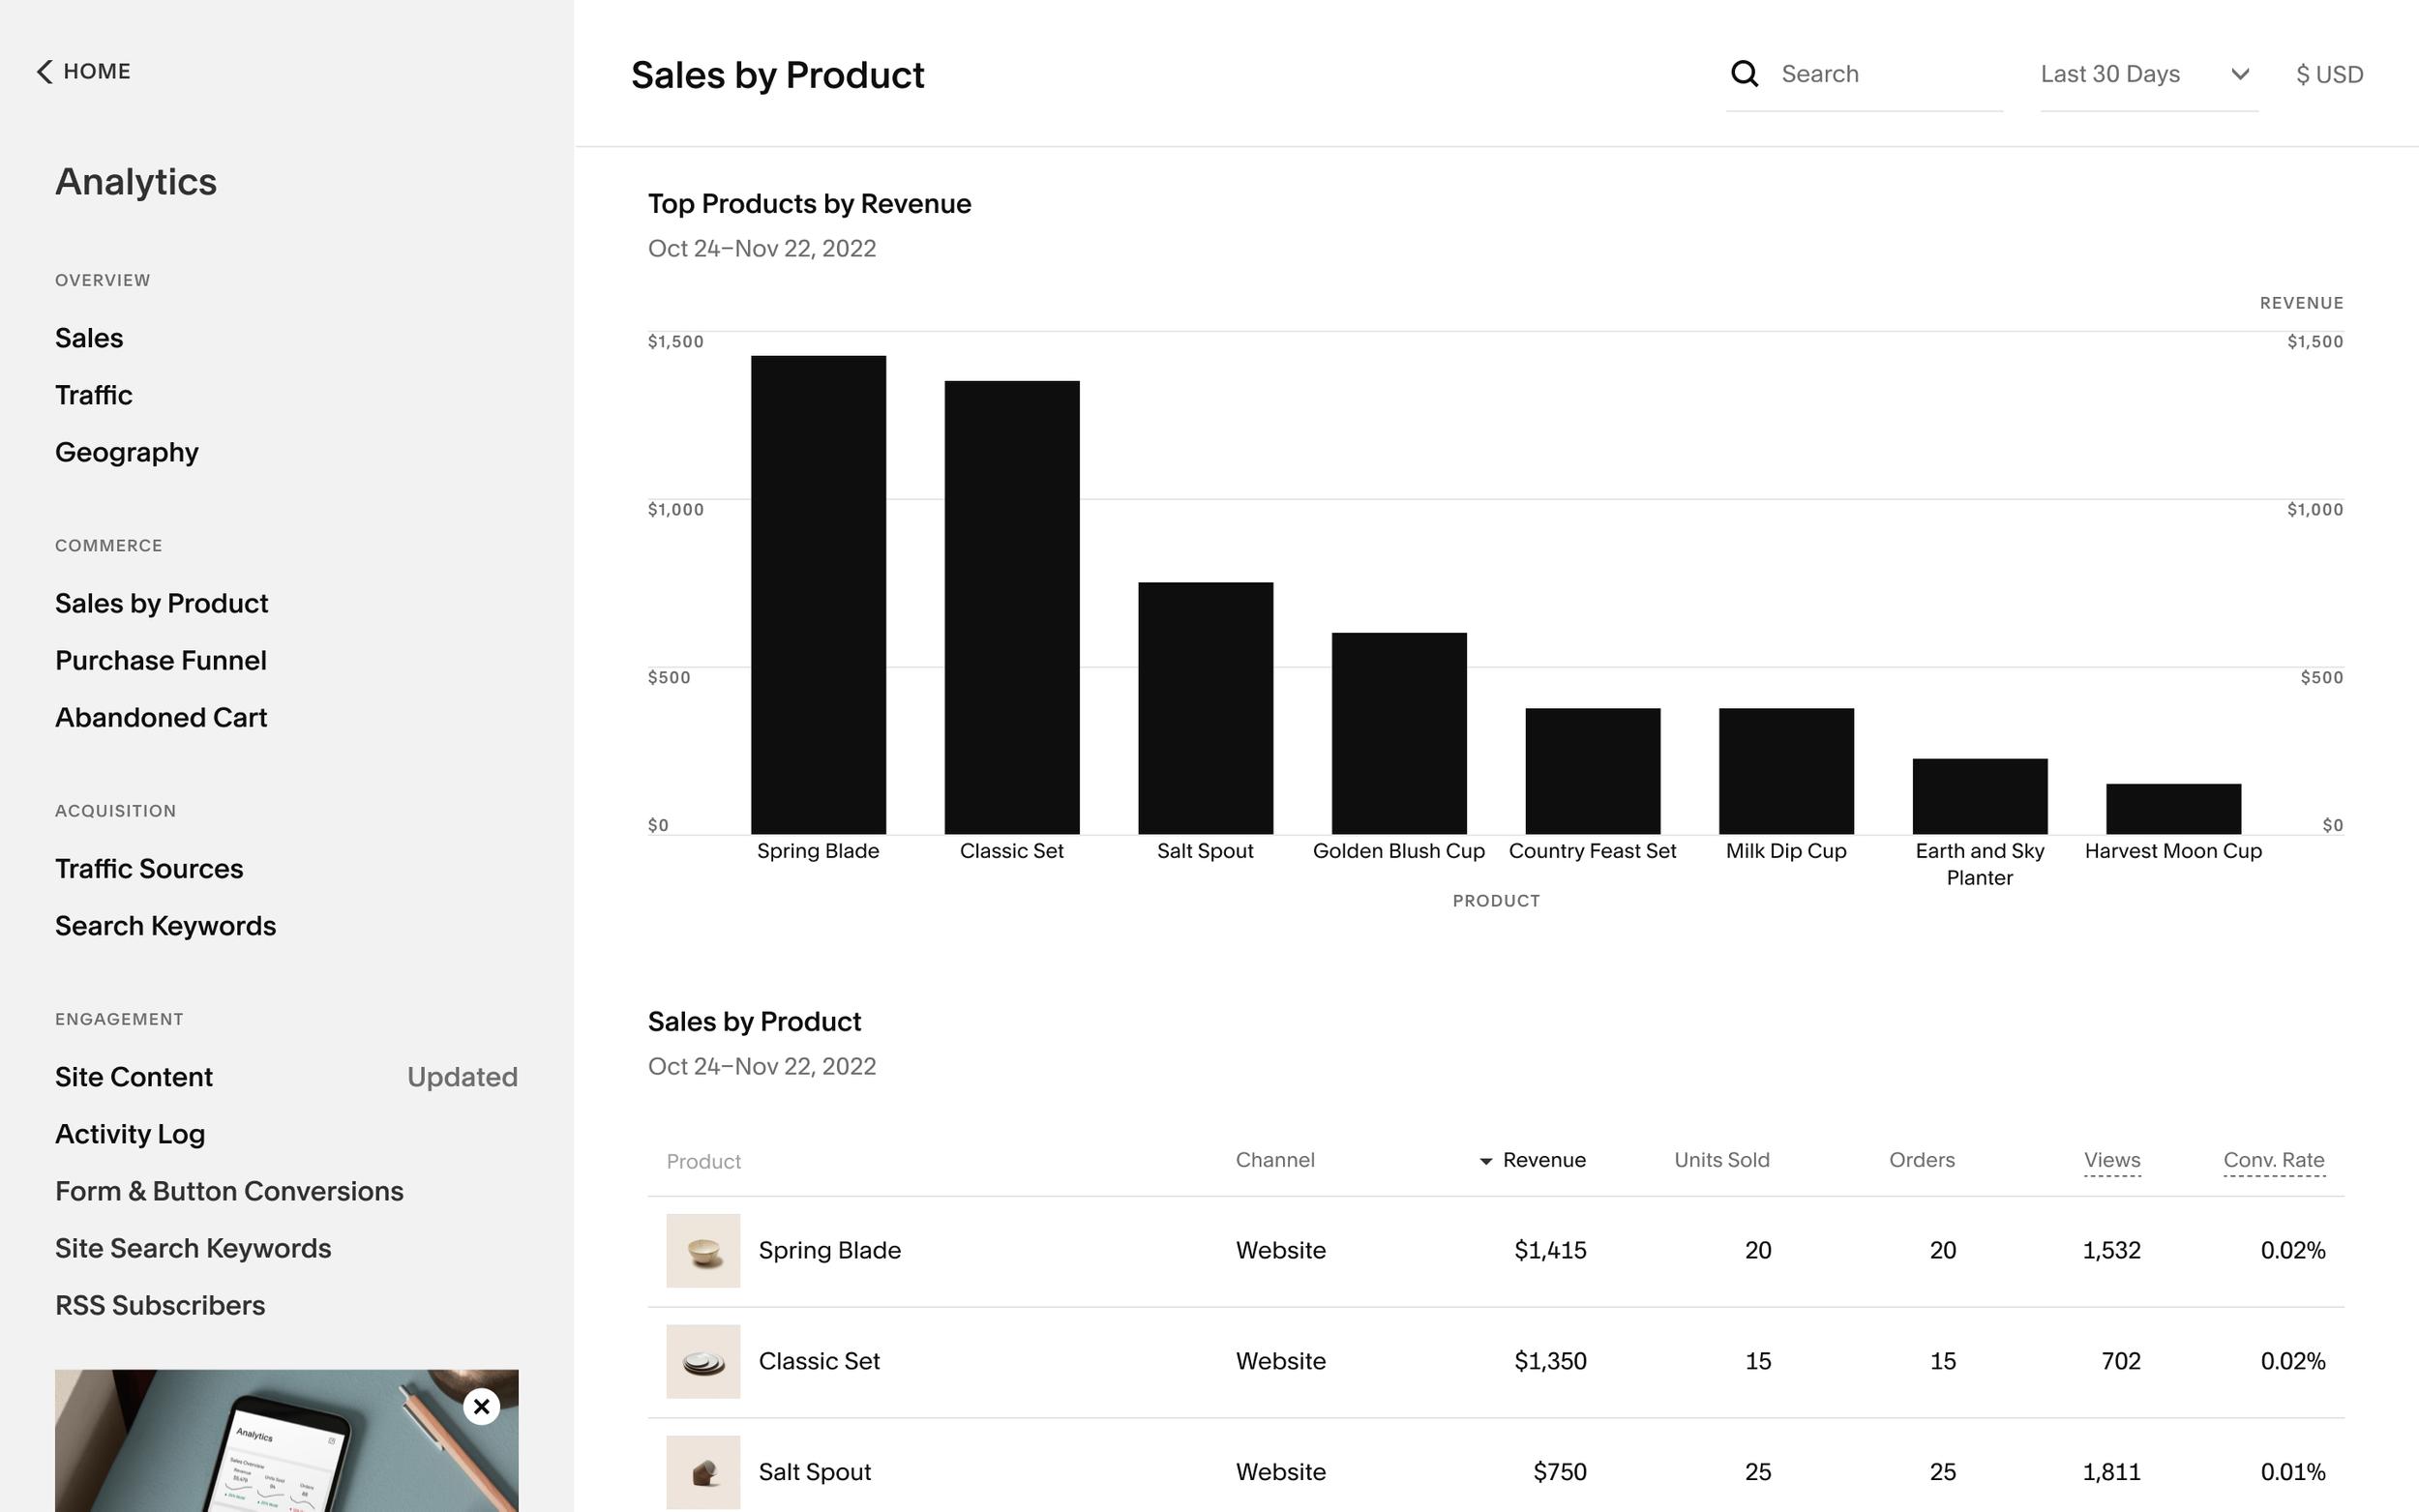 HOME
Analytics
OVERVIEW
Sales
Traffic
Geography
COMMERCE
Sales by Product
Purchase Funnel
Abandoned Cart
ACQUISITION
Traffic Sources
Search Keywords
ENGAGEMENT
Site Content Updated
Activity Log
Form & Button Conversions
Site Search Keywords
RSS Subscribers
Analytics
Sales Overview
Revenue Units Sold Orders
Sales by Product
Search Last 30 Days $ USD
Top Products by Revenue
Oct 24–Nov 22, 2022
REVENUE
$1,500 $1,500
$1,000 $1,000
$500 $500
$0 $0
Spring Blade Classic Set Salt Spout Golden Blush Cup Country Feast Set Milk Dip Cup Earth and Sky Planter Harvest Moon Cup
PRODUCT
Sales by Product
Oct 24–Nov 22, 2022
Product Channel Revenue Units Sold Orders Views Conv. Rate
Spring Blade Website $1,415 20 20 1,532 0.02%
Classic Set Website $1,350 15 15 702 0.02%
Salt Spout Website $750 25 25 1,811 0.01%